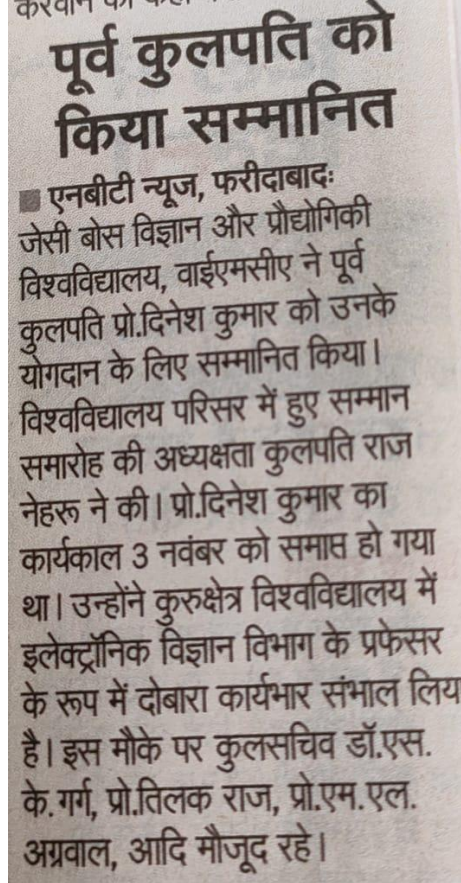 पूर्व कुलपति को
किया सम्मानित
एनबीटी न्यूज, फरीदाबादः
जेसी बोस विज्ञान और प्रौद्योगिकी
विश्वविद्यालय, वाईएमसीए ने पूर्व
कुलपति प्रो.दिनेश कुमार को उनके
योगदान के लिए सम्मानित किया।
विश्वविद्यालय परिसर में हुए सम्मान
समारोह की अध्यक्षता कुलपति राज
नेहरू ने की। प्रो.दिनेश कुमार का
कार्यकाल 3 नवंबर को समाप्त हो गया
था। उन्होंने कुरुक्षेत्र विश्वविद्यालय में
इलेक्ट्रॉनिक विज्ञान विभाग के प्रफेसर
के रूप में दोबारा कार्यभार संभाल लिय
है। इस मौके पर कुलसचिव डॉ.एस.
के. गर्ग, प्रो.तिलक राज, प्रो.एम.एल.
अग्रवाल, आदि मौजूद रहे।